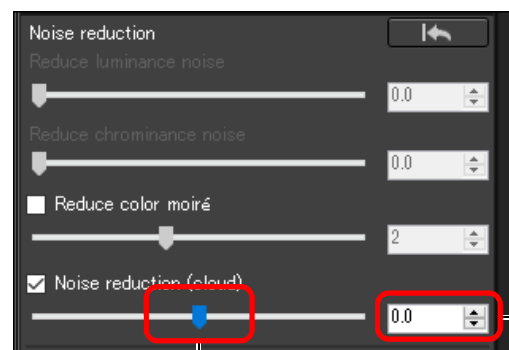 Noise reduction
Reduce luminance noise
0.0
Reduce chrominance noise
0.0
Reduce color moiré
2
Noise reduction (cloud)
0.0